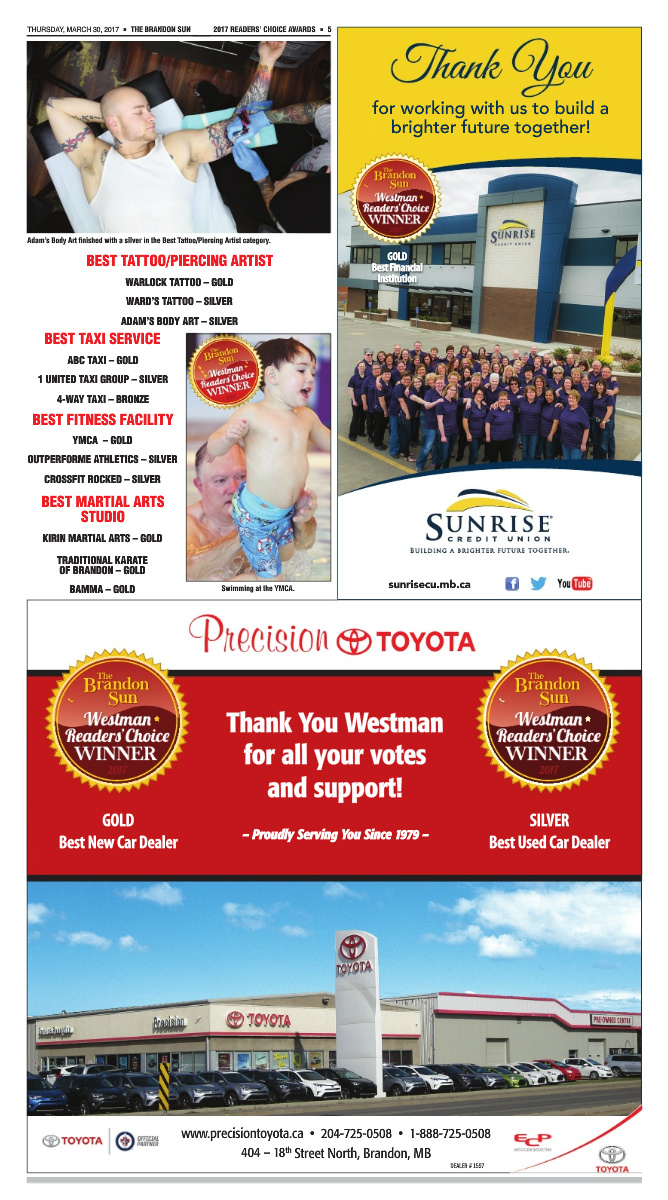 THURSDAY, MARCH 30, 2017 • THE BRANDON SUN 2017 READERS' CHOICE AWARDS • 5
Adam's Body Art finished with a silver in the Best Tattoo/Piersing Artist category.
BEST TATTOO/PIERCING ARTIST
WARLOCK TATTOO – GOLD
WARD'S TATTOO – SILVER
ADAM'S BODY ART – SILVER
BEST TAXI SERVICE
ABC TAXI – GOLD
1 UNITED TAXI GROUP – SILVER
4-WAY TAXI – BRONZE
BEST FITNESS FACILITY
YMCA – GOLD
OUTPERFORME ATHLETICS – SILVER
CROSSFIT ROCKED – SILVER
BEST MARTIAL ARTS
STUDIO
KIRIN MARTIAL ARTS – GOLD
TRADITIONAL KARATE
OF BRANDON – GOLD
BAMMA – GOLD
The
Brandon
Sun
Westman
Readers' Choice
WINNER
Swimming at the YMCA.
Thank You
for working with us to build a
brighter future together!
The
Brandon
Sun
Westman
Readers' Choice
WINNER
2017
GOLD
Best Financial
Institution
SUNRISE
CREDIT UNION
SUNRISE
CREDIT UNION
BUILDING A BRIGHTER FUTURE TOGETHER.
sunrisecu.mb.ca
You Tube
Precision TOYOTA
The
Brandon
Sun
Westman
Readers' Choice
WINNER
2017
GOLD
Best New Car Dealer
Thank You Westman
for all your votes
and support!
– Proudly Serving You Since 1979 –
The
Brandon
Sun
Westman
Readers' Choice
WINNER
2017
SILVER
Best Used Car Dealer
TOYOTA
Precision
TOYOTA
PRE-OWNED CENTRE
TOYOTA
OFFICIAL
PARTNER
www.precisiontoyota.ca • 204-725-0508 • 1-888-725-0508
404 – 18th Street North, Brandon, MB
DEALER # 1597
ECP
TOYOTA